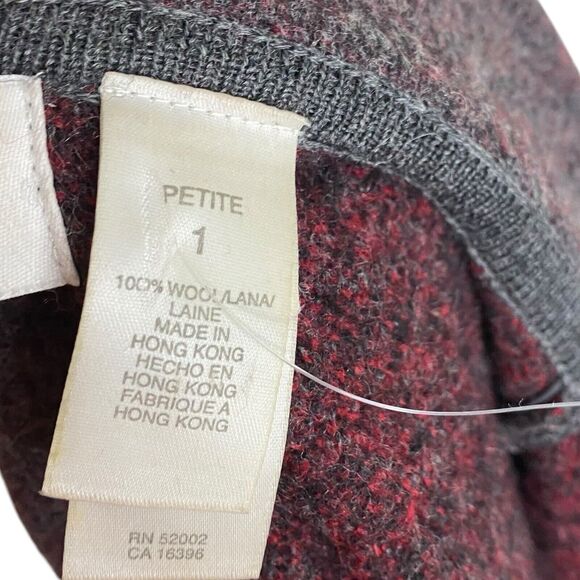 PETITE
1
100% WOOL/LANA/
LAINE
MADE IN
HONG KONG
HECHO EN
HONG KONG
FABRIQUE A
HONG KONG
RN 52002
CA 16396